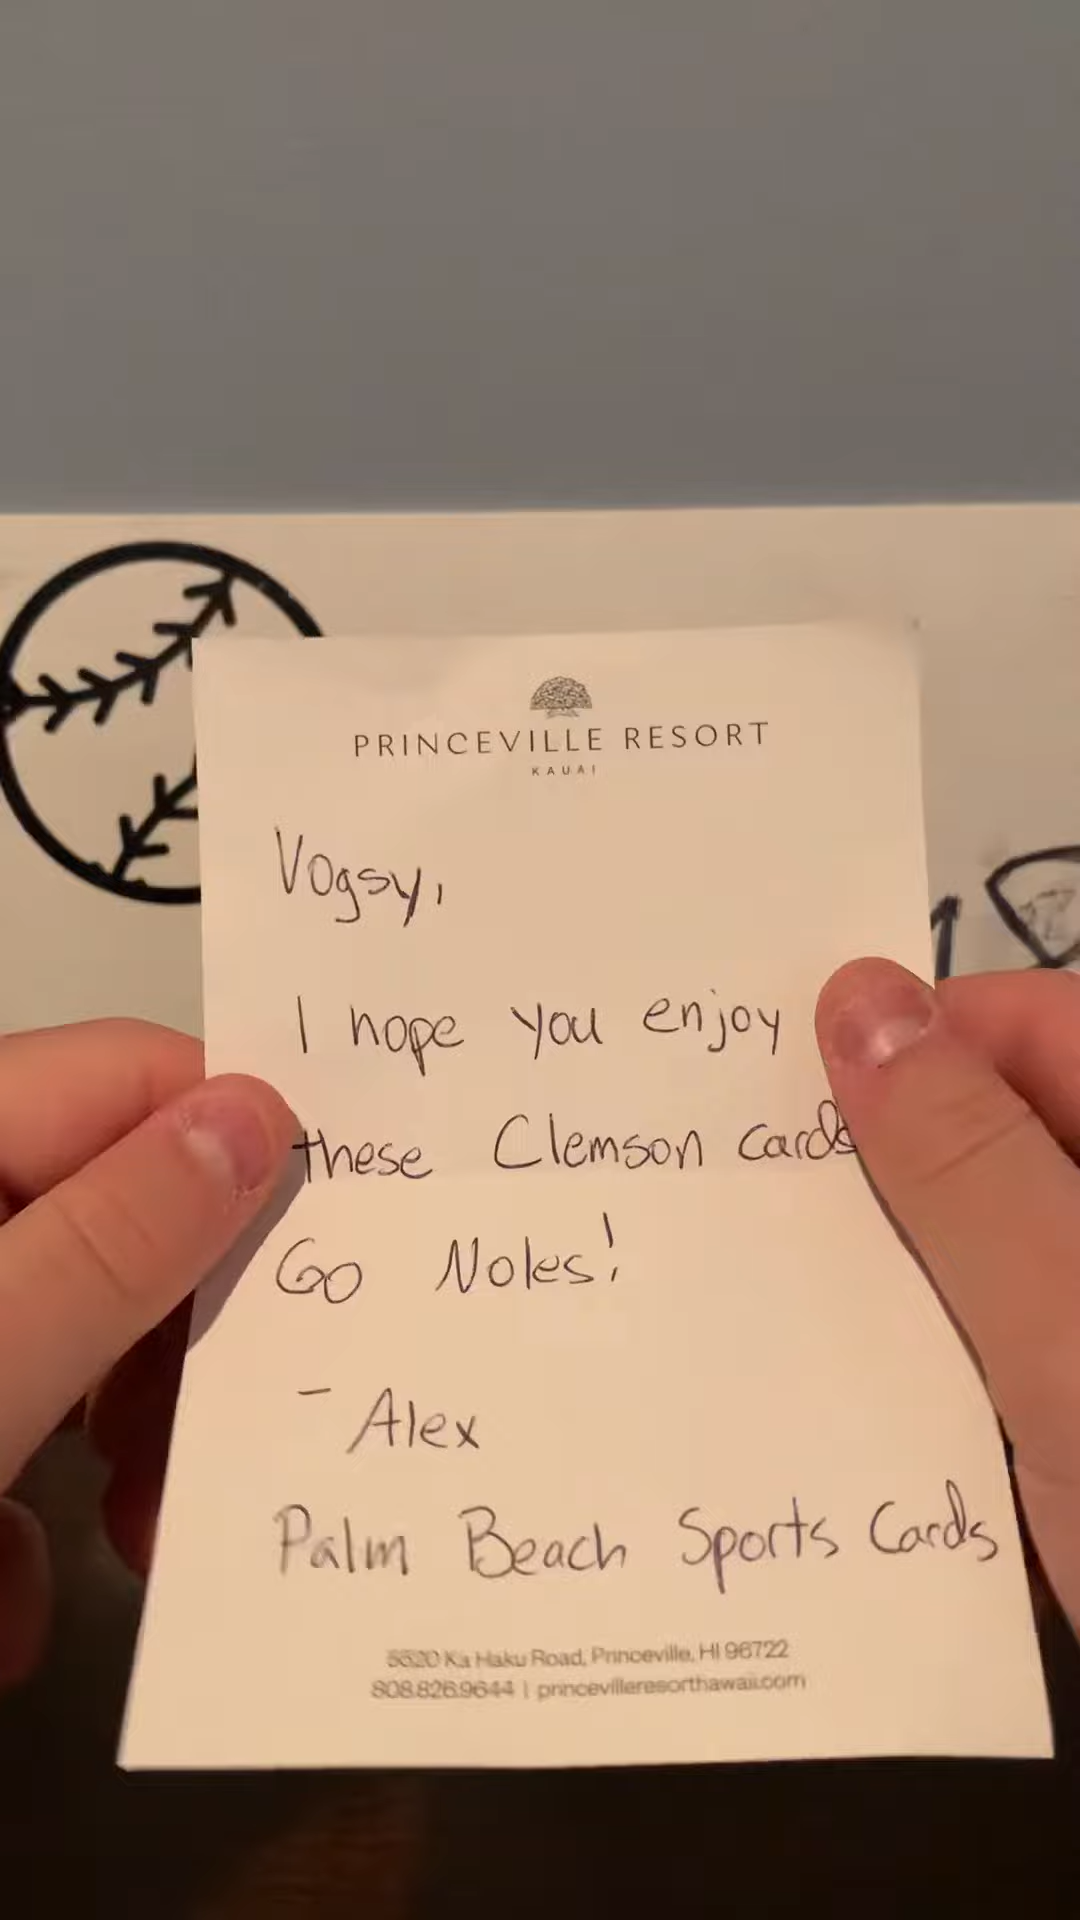 PRINCEVILLE RESORT
KAUAI
Vogsy,
I hope you enjoy
these Clemson cards
Go Noles!
- Alex
Palm Beach Sports Cards
5520 Ka Haku Road, Princeville, HI 96722
808.826.9644 | princevilleresorthawaii.com